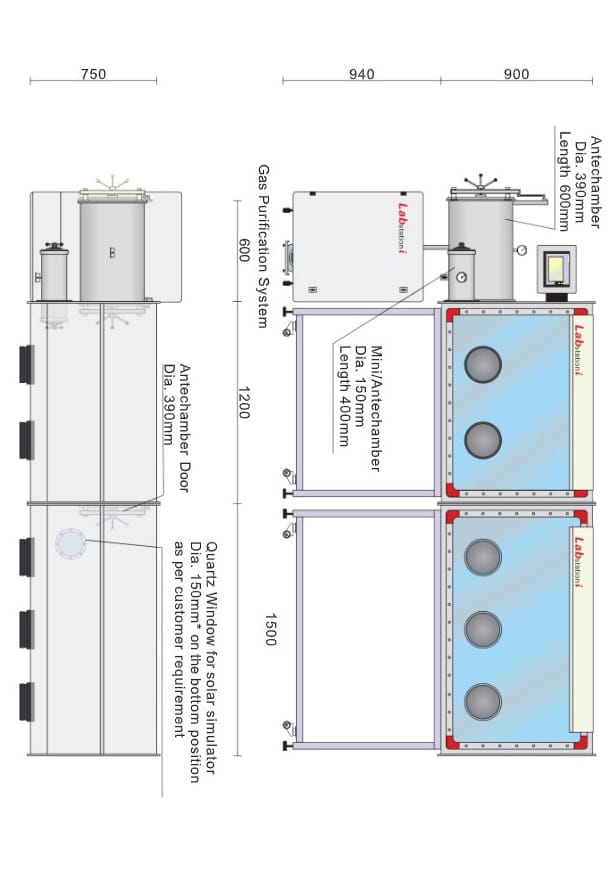 Antechamber
Dia. 390mm
Length 600mm
Labstationi
Labstationi
900
Labstationi
940
Mini/Antechamber
Dia. 150mm
Length 400mm
Gas Purification System
1500
600
1200
Quartz Window for solar simulator
Dia. 150mm* on the bottom position
as per customer requirement
Antechamber Door
Dia. 390mm
750